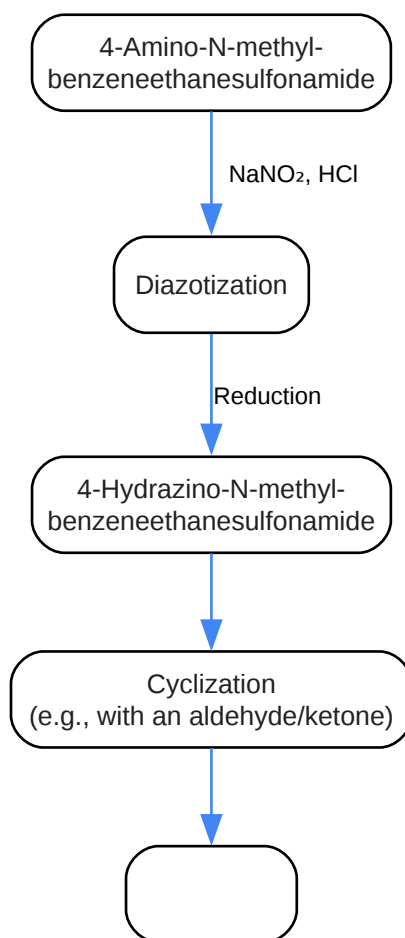 4-Amino-N-methyl-
benzeneethanesulfonamide
NaNO₂, HCl
Diazotization
Reduction
4-Hydrazino-N-methyl-
benzeneethanesulfonamide
Cyclization
(e.g., with an aldehyde/ketone)